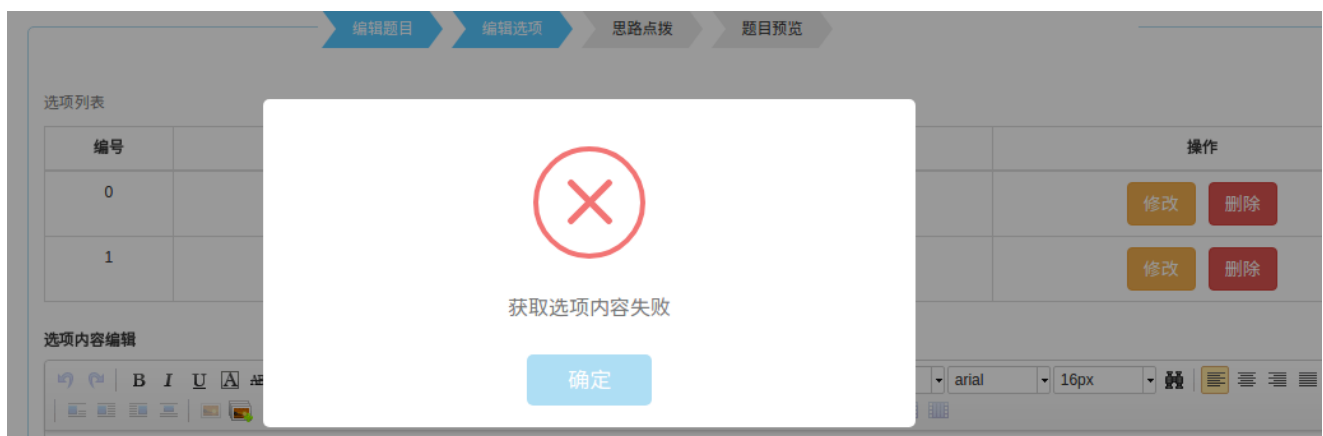 编辑题目 编辑选项 思路点拨 题目预览
选项列表
编号 操作
0 修改 删除
1 修改 删除
获取选项内容失败
确定
选项内容编辑
B I U A arial 16px